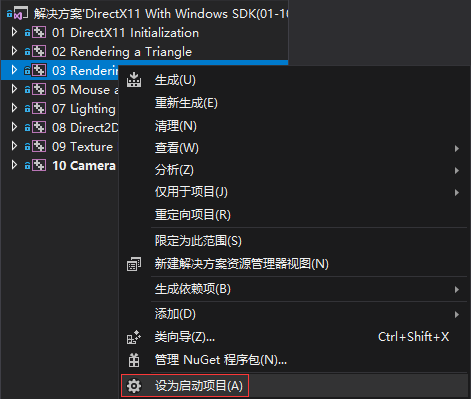 解决方案'DirectX11 With Windows SDK(01-10
01 DirectX11 Initialization
02 Rendering a Triangle
03 Renderin
05 Mouse a
07 Lighting
08 Direct2D
09 Texture
10 Camera
生成(U)
重新生成(E)
清理(N)
查看(W)
分析(Z)
仅用于项目(J)
重定向项目(R)
限定为此范围(S)
新建解决方案资源管理器视图(N)
生成依赖项(B)
添加(D)
类向导(Z)... Ctrl+Shift+X
管理 NuGet 程序包(N)...
设为启动项目(A)